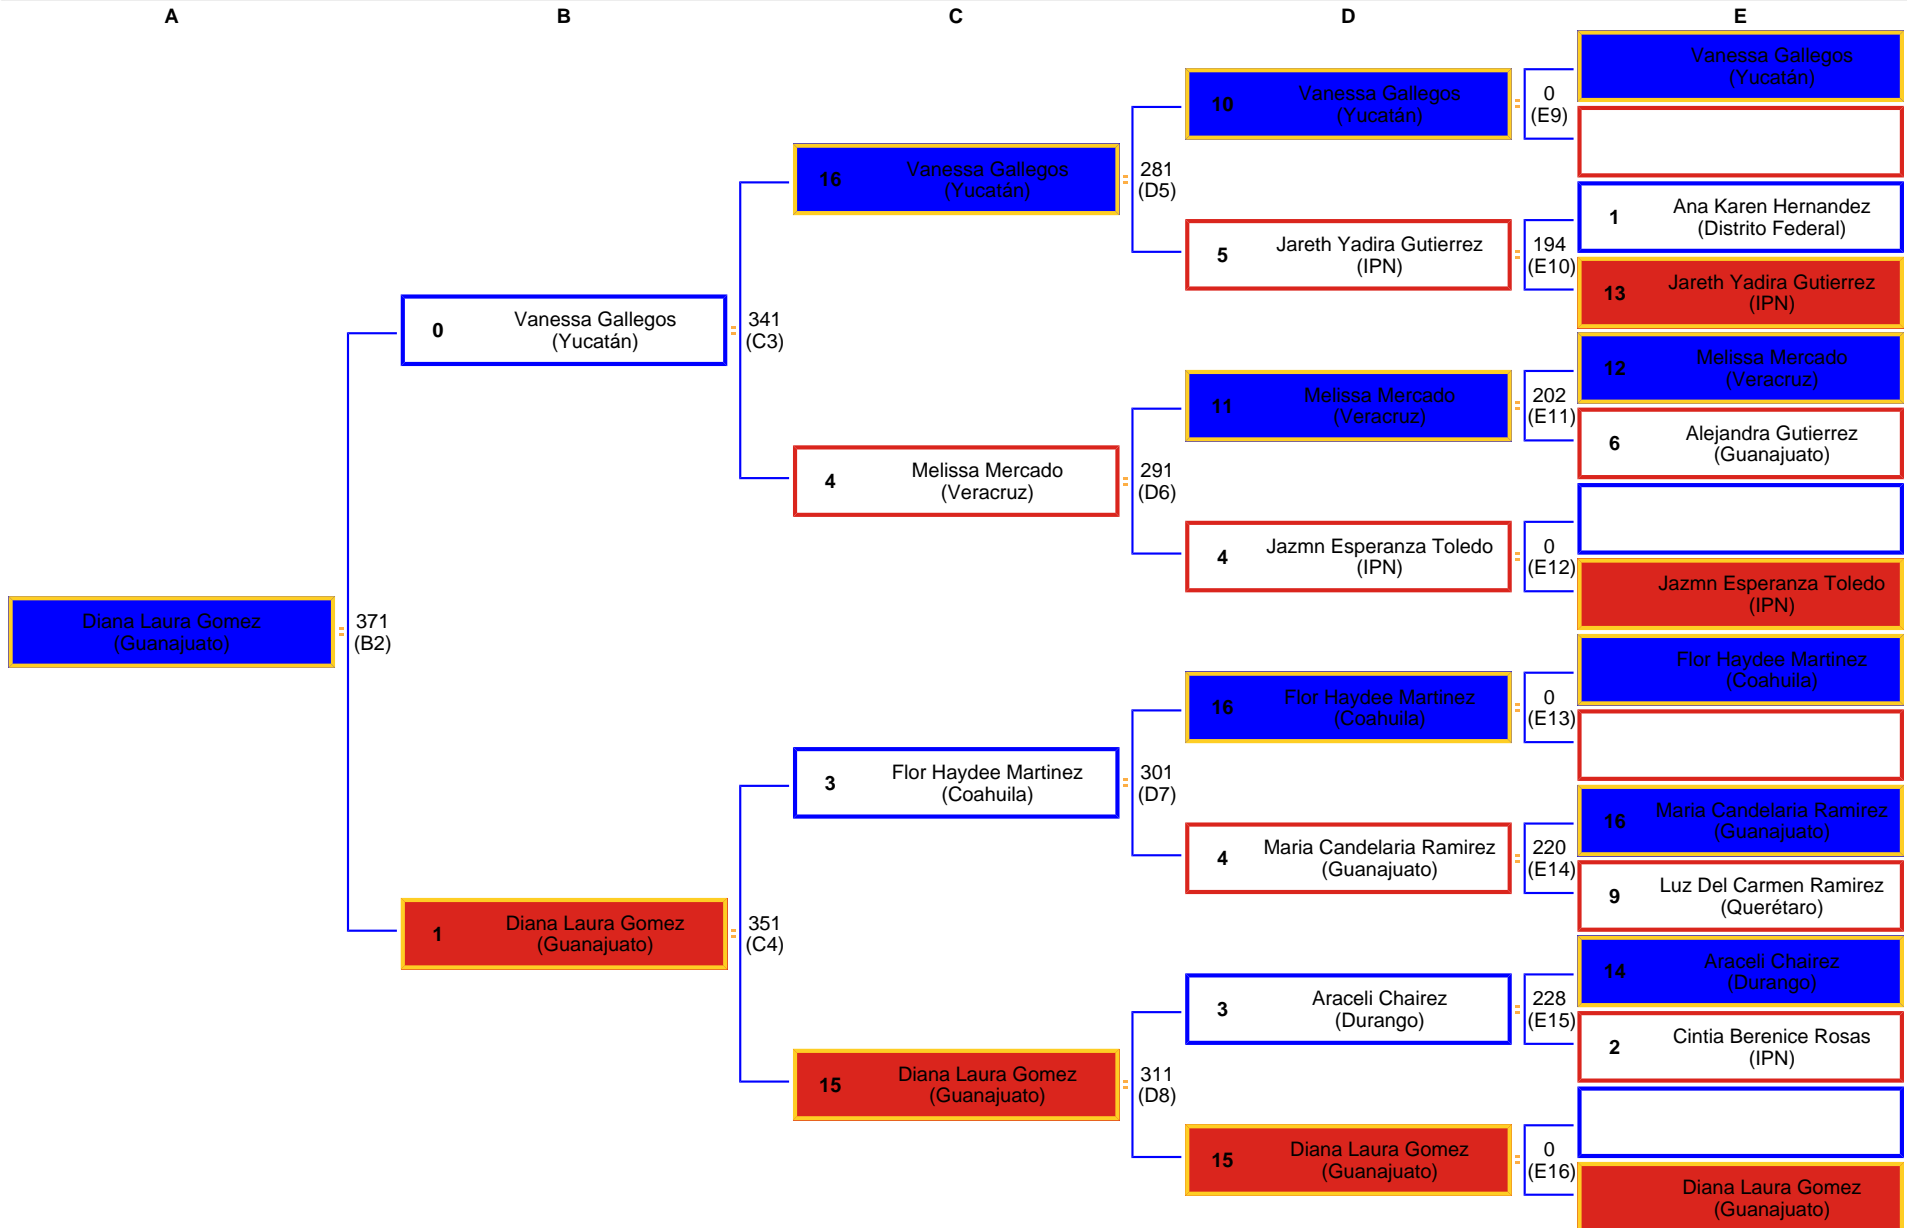 A
B
C
D
E
Diana Laura Gomez
(Guanajuato)
371
(B2)
0
Vanessa Gallegos
(Yucatán)
1
Diana Laura Gomez
(Guanajuato)
341
(C3)
351
(C4)
16
Vanessa Gallegos
(Yucatán)
4
Melissa Mercado
(Veracruz)
3
Flor Haydee Martinez
(Coahuila)
15
Diana Laura Gomez
(Guanajuato)
281
(D5)
291
(D6)
301
(D7)
311
(D8)
10
Vanessa Gallegos
(Yucatán)
5
Jareth Yadira Gutierrez
(IPN)
11
Melissa Mercado
(Veracruz)
4
Jazmn Esperanza Toledo
(IPN)
16
Flor Haydee Martinez
(Coahuila)
4
Maria Candelaria Ramirez
(Guanajuato)
3
Araceli Chairez
(Durango)
15
Diana Laura Gomez
(Guanajuato)
0
(E9)
194
(E10)
202
(E11)
0
(E12)
0
(E13)
220
(E14)
228
(E15)
0
(E16)
Vanessa Gallegos
(Yucatán)
1
Ana Karen Hernandez
(Distrito Federal)
13
Jareth Yadira Gutierrez
(IPN)
12
Melissa Mercado
(Veracruz)
6
Alejandra Gutierrez
(Guanajuato)
Jazmn Esperanza Toledo
(IPN)
Flor Haydee Martinez
(Coahuila)
16
Maria Candelaria Ramirez
(Guanajuato)
9
Luz Del Carmen Ramirez
(Querétaro)
14
Araceli Chairez
(Durango)
2
Cintia Berenice Rosas
(IPN)
Diana Laura Gomez
(Guanajuato)